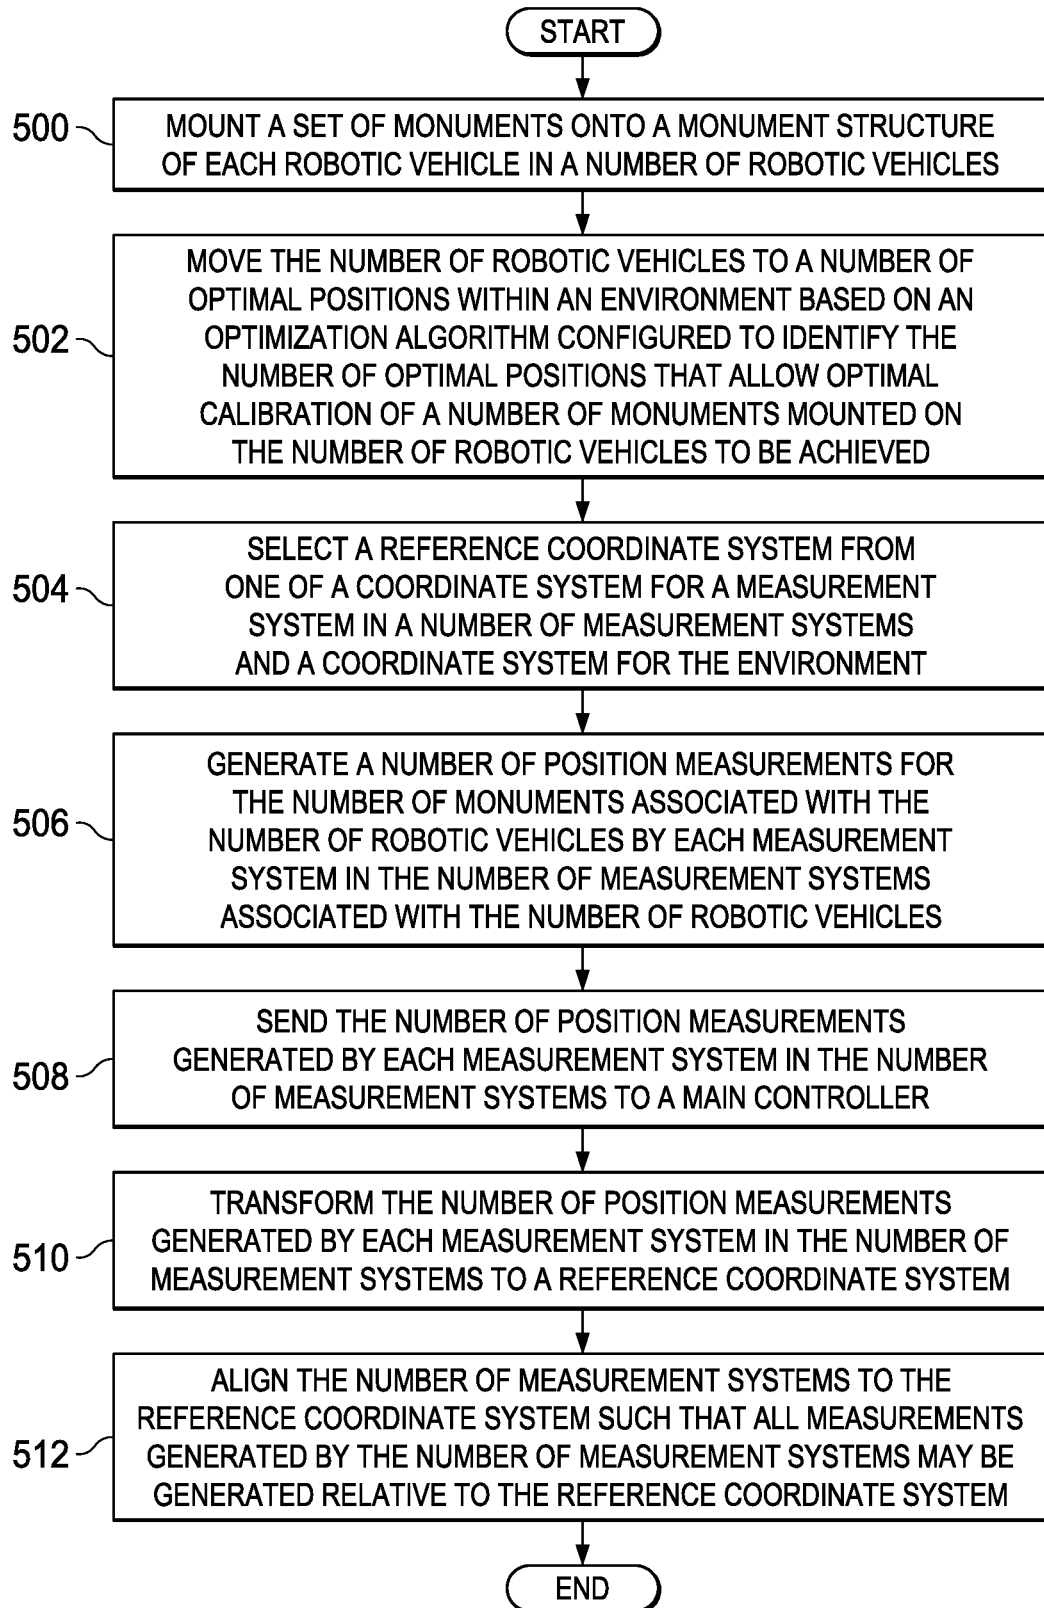 START
500
MOUNT A SET OF MONUMENTS ONTO A MONUMENT STRUCTURE
OF EACH ROBOTIC VEHICLE IN A NUMBER OF ROBOTIC VEHICLES
502
MOVE THE NUMBER OF ROBOTIC VEHICLES TO A NUMBER OF
OPTIMAL POSITIONS WITHIN AN ENVIRONMENT BASED ON AN
OPTIMIZATION ALGORITHM CONFIGURED TO IDENTIFY THE
NUMBER OF OPTIMAL POSITIONS THAT ALLOW OPTIMAL
CALIBRATION OF A NUMBER OF MONUMENTS MOUNTED ON
THE NUMBER OF ROBOTIC VEHICLES TO BE ACHIEVED
504
SELECT A REFERENCE COORDINATE SYSTEM FROM
ONE OF A COORDINATE SYSTEM FOR A MEASUREMENT
SYSTEM IN A NUMBER OF MEASUREMENT SYSTEMS
AND A COORDINATE SYSTEM FOR THE ENVIRONMENT
506
GENERATE A NUMBER OF POSITION MEASUREMENTS FOR
THE NUMBER OF MONUMENTS ASSOCIATED WITH THE
NUMBER OF ROBOTIC VEHICLES BY EACH MEASUREMENT
SYSTEM IN THE NUMBER OF MEASUREMENT SYSTEMS
ASSOCIATED WITH THE NUMBER OF ROBOTIC VEHICLES
508
SEND THE NUMBER OF POSITION MEASUREMENTS
GENERATED BY EACH MEASUREMENT SYSTEM IN THE NUMBER
OF MEASUREMENT SYSTEMS TO A MAIN CONTROLLER
510
TRANSFORM THE NUMBER OF POSITION MEASUREMENTS
GENERATED BY EACH MEASUREMENT SYSTEM IN THE NUMBER OF
MEASUREMENT SYSTEMS TO A REFERENCE COORDINATE SYSTEM
512
ALIGN THE NUMBER OF MEASUREMENT SYSTEMS TO THE
REFERENCE COORDINATE SYSTEM SUCH THAT ALL MEASUREMENTS
GENERATED BY THE NUMBER OF MEASUREMENT SYSTEMS MAY BE
GENERATED RELATIVE TO THE REFERENCE COORDINATE SYSTEM
END